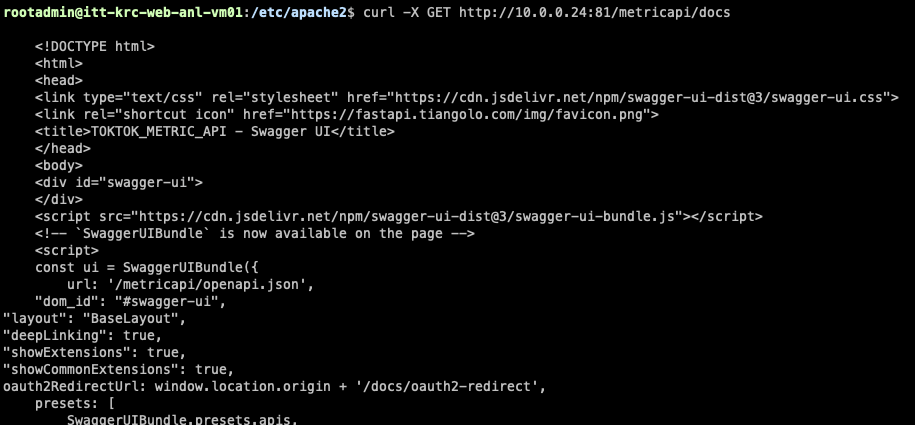 rootadmin@itt-krc-web-anl-vm01:/etc/apache2$ curl -X GET http://10.0.0.24:81/metricapi/docs
<!DOCTYPE html>
<html>
<head>
<link type="text/css" rel="stylesheet" href="https://cdn.jsdelivr.net/npm/swagger-ui-dist@3/swagger-ui.css">
<link rel="shortcut icon" href="https://fastapi.tiangolo.com/img/favicon.png">
<title>TOKTOK_METRIC_API - Swagger UI</title>
</head>
<body>
<div id="swagger-ui">
</div>
<script src="https://cdn.jsdelivr.net/npm/swagger-ui-dist@3/swagger-ui-bundle.js"></script>
<!-- `SwaggerUIBundle` is now available on the page -->
<script>
const ui = SwaggerUIBundle({
url: '/metricapi/openapi.json',
"dom_id": "#swagger-ui",
"layout": "BaseLayout",
"deepLinking": true,
"showExtensions": true,
"showCommonExtensions": true,
oauth2RedirectUrl: window.location.origin + '/docs/oauth2-redirect',
presets: [
SwaggerUIBundle.presets.apis,